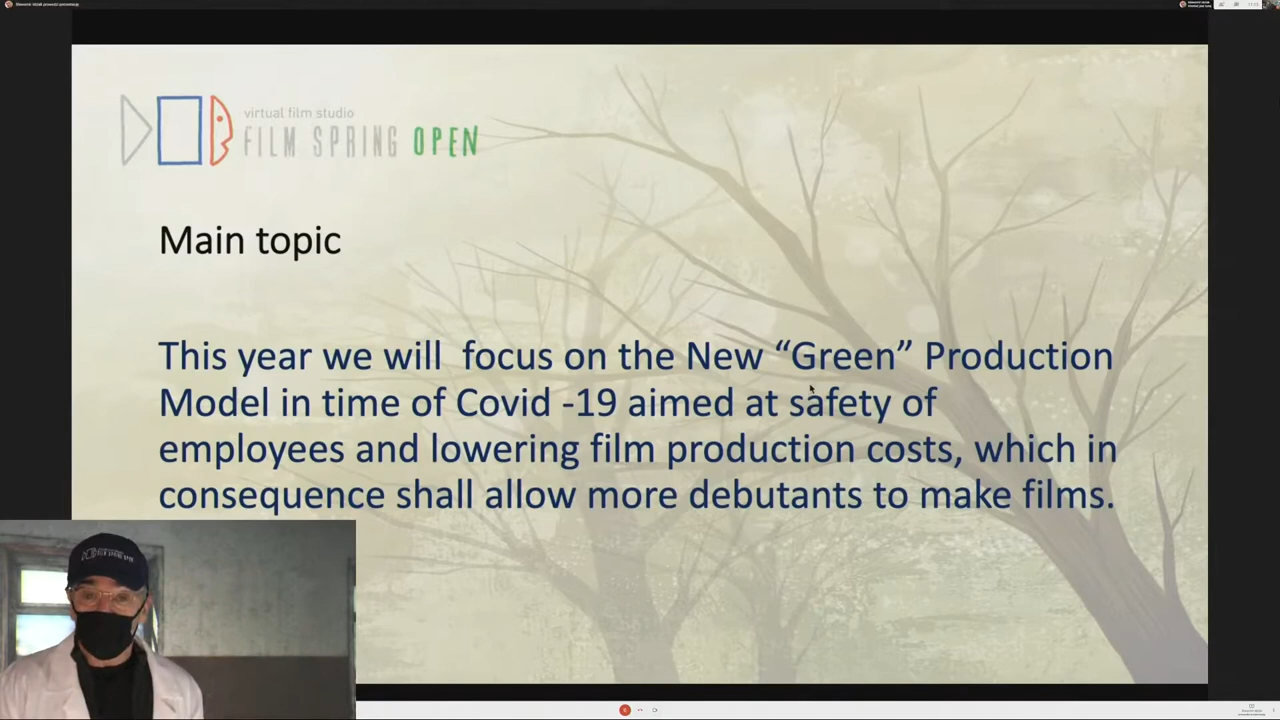 virtual film studio
FILM SPRING OPEN
Main topic
This year we will focus on the New “Green” Production
Model in time of Covid -19 aimed at safety of
employees and lowering film production costs, which in
consequence shall allow more debutants to make films.